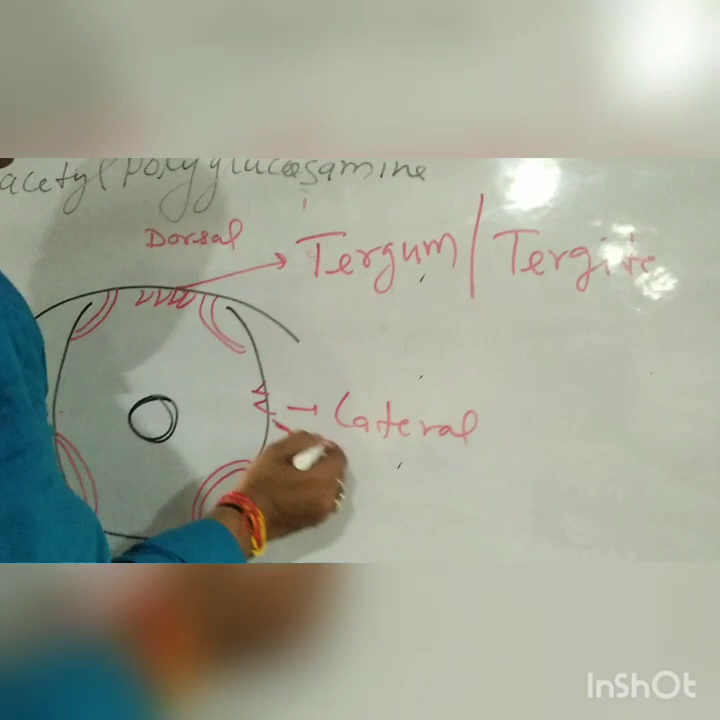 acetyl polyglucosamine
Dorsal
Tergum / Tergite
Lateral
InShOt